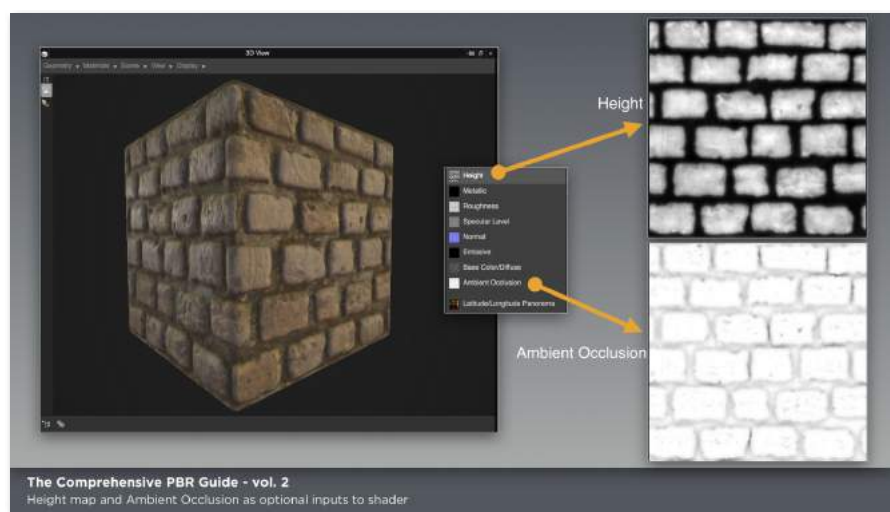 3D View
Geometry Materials Scene View Display
Height
Height
Metallic
Roughness
Specular Level
Normal
Emissive
Base Color/Diffuse
Ambient Occlusion
Latitude/Longitude Panorama
Ambient Occlusion
The Comprehensive PBR Guide - vol. 2
Height map and Ambient Occlusion as optional inputs to shader